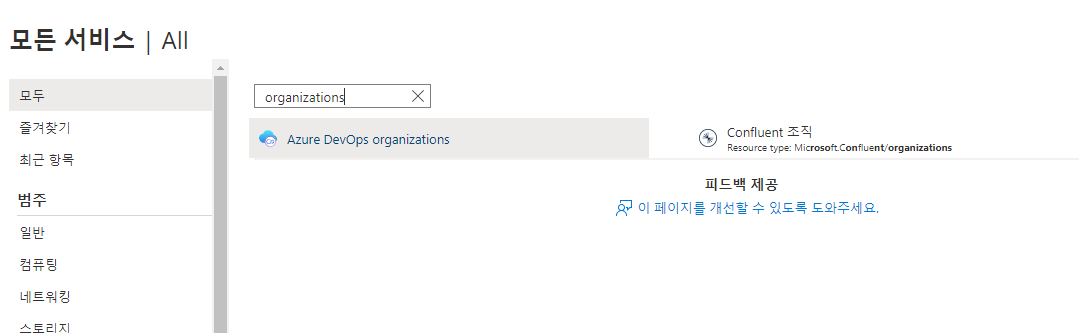 모든 서비스 | All
모두
즐겨찾기
최근 항목
범주
일반
컴퓨팅
네트워킹
스토리지
organizations
Azure DevOps organizations
Confluent 조직
Resource type: Microsoft.Confluent/organizations
피드백 제공
이 페이지를 개선할 수 있도록 도와주세요.